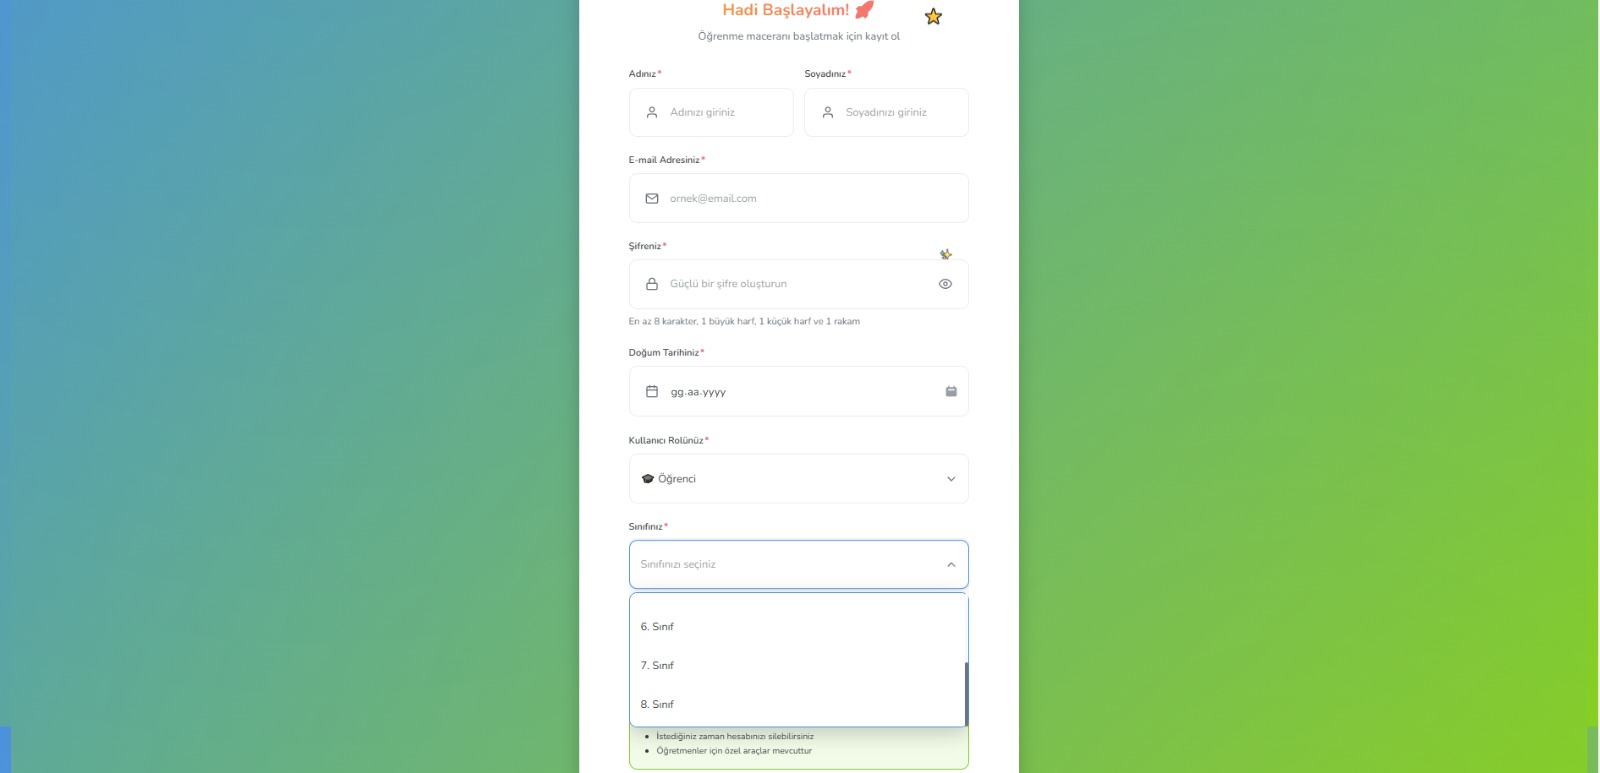 Hadi Başlayalım! 🚀
Öğrenme maceranı başlatmak için kayıt ol
Adınız* Soyadınız*
Adınızı giriniz Soyadınızı giriniz
E-mail Adresiniz*
ornek@email.com
Şifreniz*
Güçlü bir şifre oluşturun
En az 8 karakter, 1 büyük harf, 1 küçük harf ve 1 rakam
Doğum Tarihiniz*
gg.aa.yyyy
Kullanıcı Rolünüz*
🎓 Öğrenci
Sınıfınız*
Sınıfınızı seçiniz
6. Sınıf
7. Sınıf
8. Sınıf
• İstediğiniz zaman hesabınızı silebilirsiniz
• Öğretmenler için özel araçlar mevcuttur